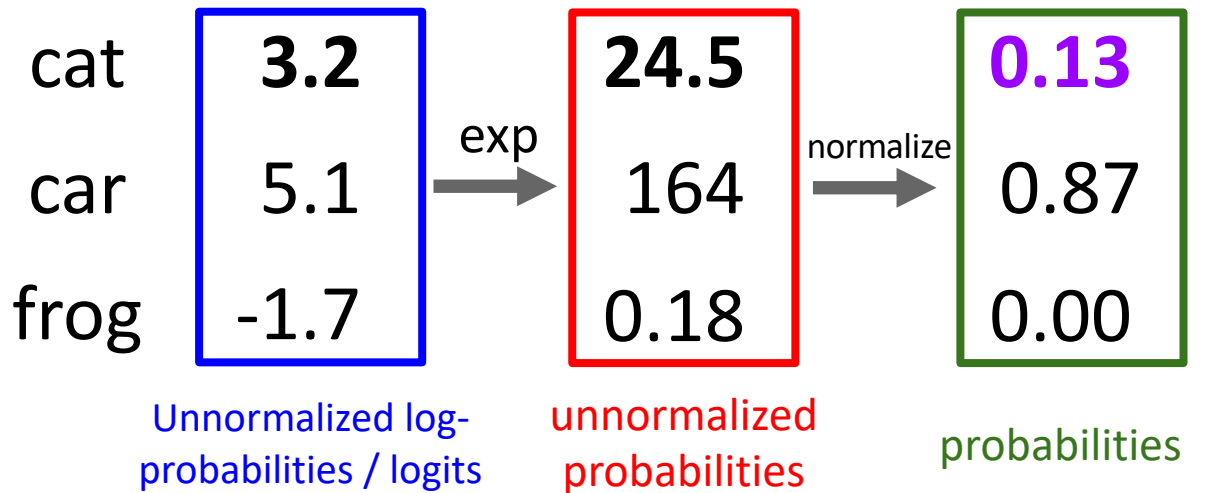 cat 3.2 24.5 0.13
exp normalize
car 5.1 164 0.87
frog -1.7 0.18 0.00
Unnormalized log-
probabilities / logits
unnormalized
probabilities
probabilities